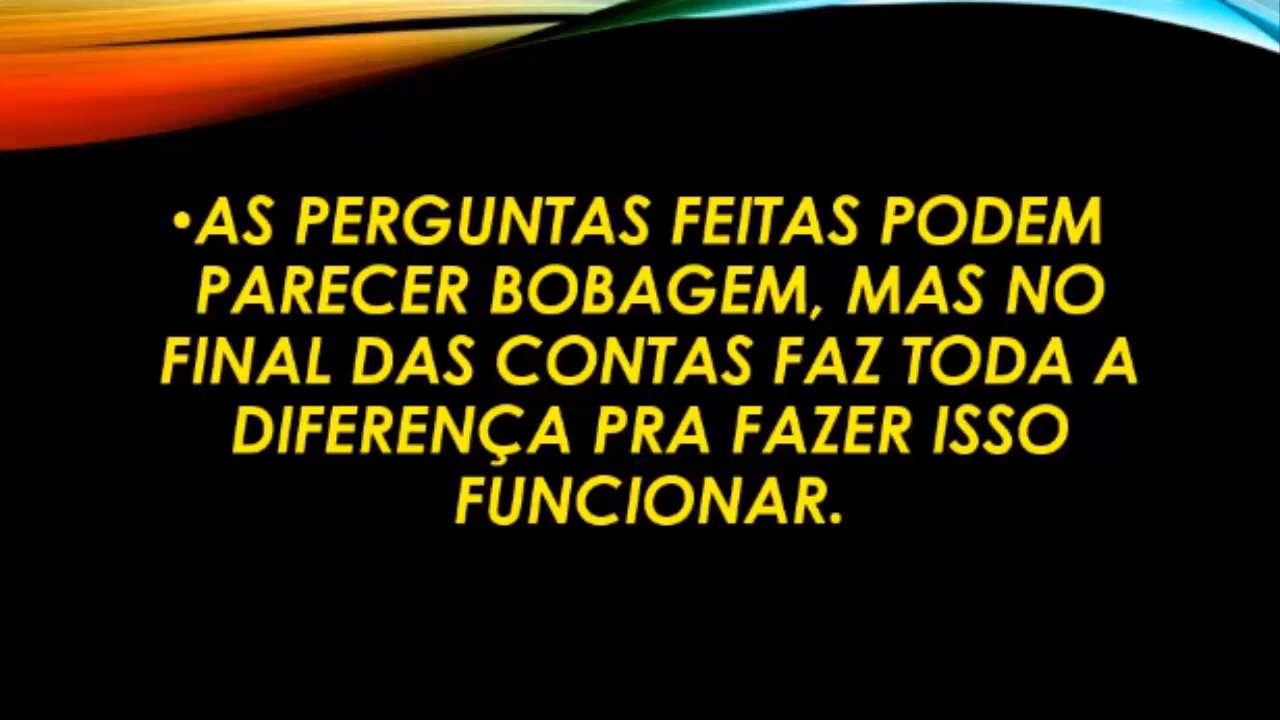 •AS PERGUNTAS FEITAS PODEM
PARECER BOBAGEM, MAS NO
FINAL DAS CONTAS FAZ TODA A
DIFERENÇA PRA FAZER ISSO
FUNCIONAR.